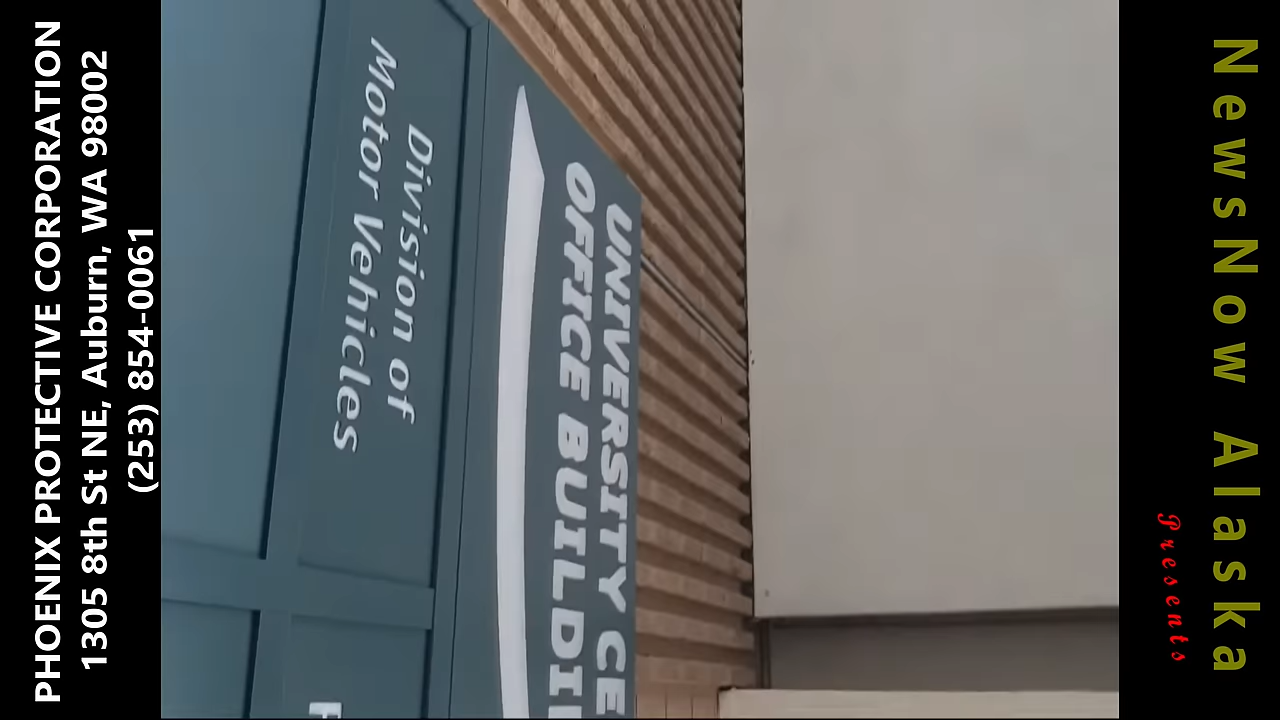 NewsNow Alaska
Presents
UNIVERSITY CE
OFFICE BUILDI
Division of
Motor Vehicles
PHOENIX PROTECTIVE CORPORATION
1305 8th St NE, Auburn, WA 98002
(253) 854-0061